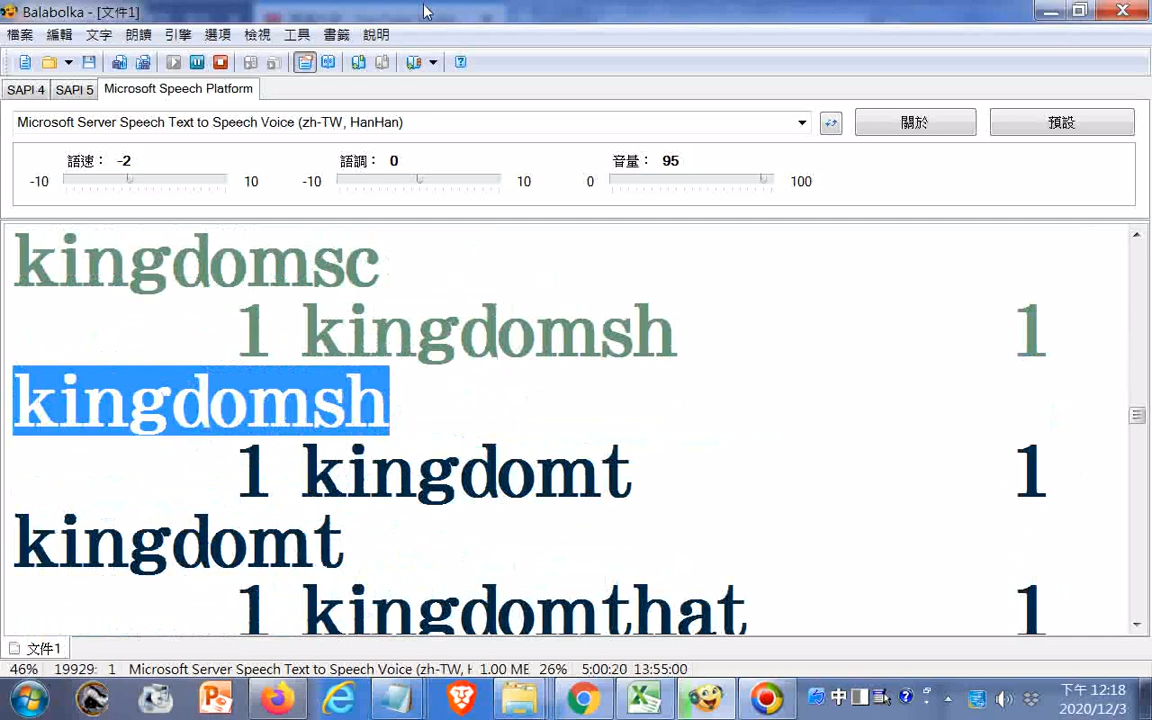 Balabolka - [文件1]
檔案 編輯 文字 朗讀 引擎 選項 檢視 工具 書籤 說明
SAPI 4 SAPI 5 Microsoft Speech Platform
Microsoft Server Speech Text to Speech Voice (zh-TW, HanHan) 關於 預設
語速： -2 語調： 0 音量： 95
-10 10 -10 10 0 100
kingdomsc
1 kingdomsh 1
kingdomsh
1 kingdomt 1
kingdomt
1 kingdomthat 1
文件1
46% 19929: 1 Microsoft Server Speech Text to Speech Voice (zh-TW, 1.00 ME 26% 5:00:20 13:55:00
中 下午 12:18
2020/12/3